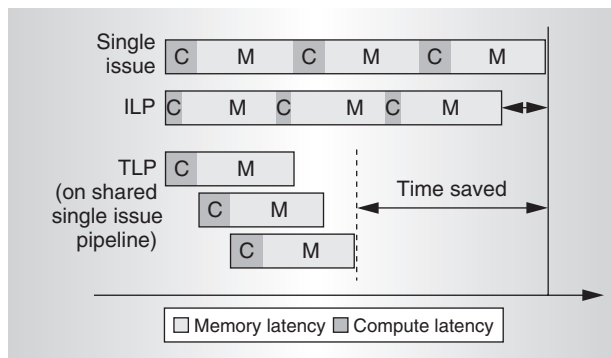 Single
issue
C M C M C M
ILP
C M C M C M
TLP
(on shared
single issue
pipeline)
C M
C M
C M
Time saved
Memory latency Compute latency